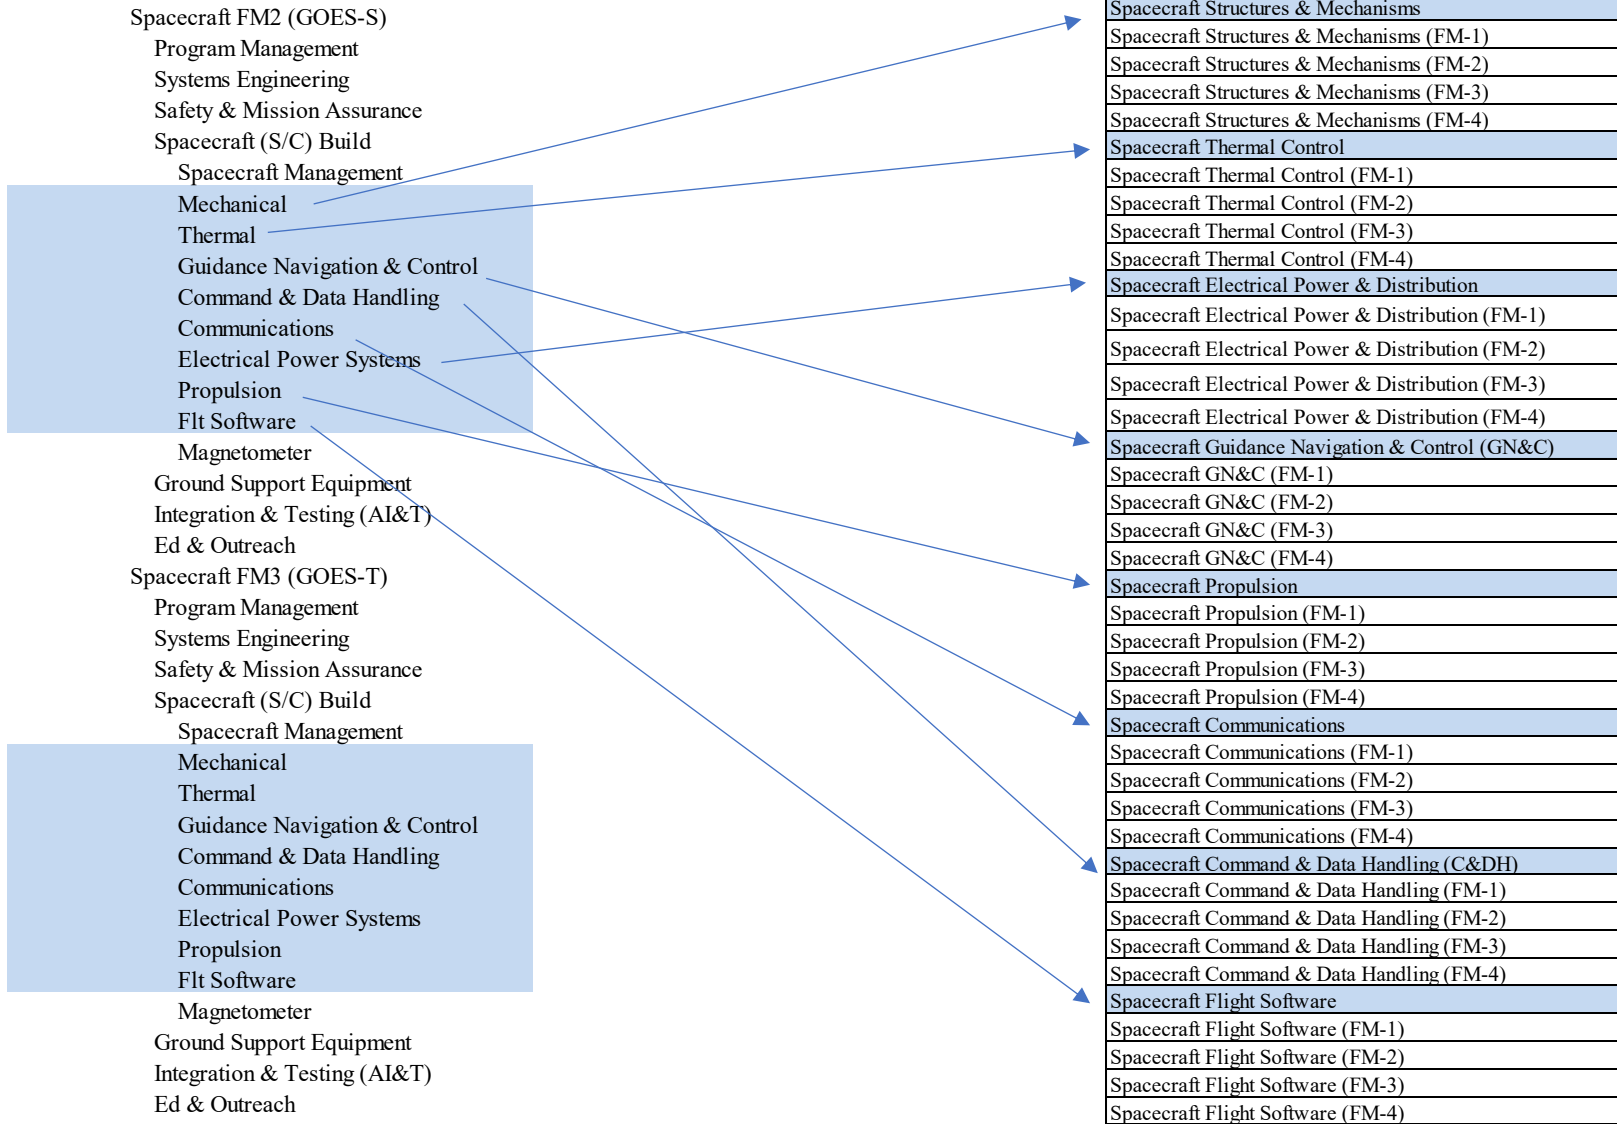 Spacecraft FM2 (GOES-S)
Program Management
Systems Engineering
Safety & Mission Assurance
Spacecraft (S/C) Build
Spacecraft Management
Mechanical
Thermal
Guidance Navigation & Control
Command & Data Handling
Communications
Electrical Power Systems
Propulsion
Flt Software
Magnetometer
Ground Support Equipment
Integration & Testing (AI&T)
Ed & Outreach
Spacecraft FM3 (GOES-T)
Program Management
Systems Engineering
Safety & Mission Assurance
Spacecraft (S/C) Build
Spacecraft Management
Mechanical
Thermal
Guidance Navigation & Control
Command & Data Handling
Communications
Electrical Power Systems
Propulsion
Flt Software
Magnetometer
Ground Support Equipment
Integration & Testing (AI&T)
Ed & Outreach
Spacecraft Structures & Mechanisms
Spacecraft Structures & Mechanisms (FM-1)
Spacecraft Structures & Mechanisms (FM-2)
Spacecraft Structures & Mechanisms (FM-3)
Spacecraft Structures & Mechanisms (FM-4)
Spacecraft Thermal Control
Spacecraft Thermal Control (FM-1)
Spacecraft Thermal Control (FM-2)
Spacecraft Thermal Control (FM-3)
Spacecraft Thermal Control (FM-4)
Spacecraft Electrical Power & Distribution
Spacecraft Electrical Power & Distribution (FM-1)
Spacecraft Electrical Power & Distribution (FM-2)
Spacecraft Electrical Power & Distribution (FM-3)
Spacecraft Electrical Power & Distribution (FM-4)
Spacecraft Guidance Navigation & Control (GN&C)
Spacecraft GN&C (FM-1)
Spacecraft GN&C (FM-2)
Spacecraft GN&C (FM-3)
Spacecraft GN&C (FM-4)
Spacecraft Propulsion
Spacecraft Propulsion (FM-1)
Spacecraft Propulsion (FM-2)
Spacecraft Propulsion (FM-3)
Spacecraft Propulsion (FM-4)
Spacecraft Communications
Spacecraft Communications (FM-1)
Spacecraft Communications (FM-2)
Spacecraft Communications (FM-3)
Spacecraft Communications (FM-4)
Spacecraft Command & Data Handling (C&DH)
Spacecraft Command & Data Handling (FM-1)
Spacecraft Command & Data Handling (FM-2)
Spacecraft Command & Data Handling (FM-3)
Spacecraft Command & Data Handling (FM-4)
Spacecraft Flight Software
Spacecraft Flight Software (FM-1)
Spacecraft Flight Software (FM-2)
Spacecraft Flight Software (FM-3)
Spacecraft Flight Software (FM-4)